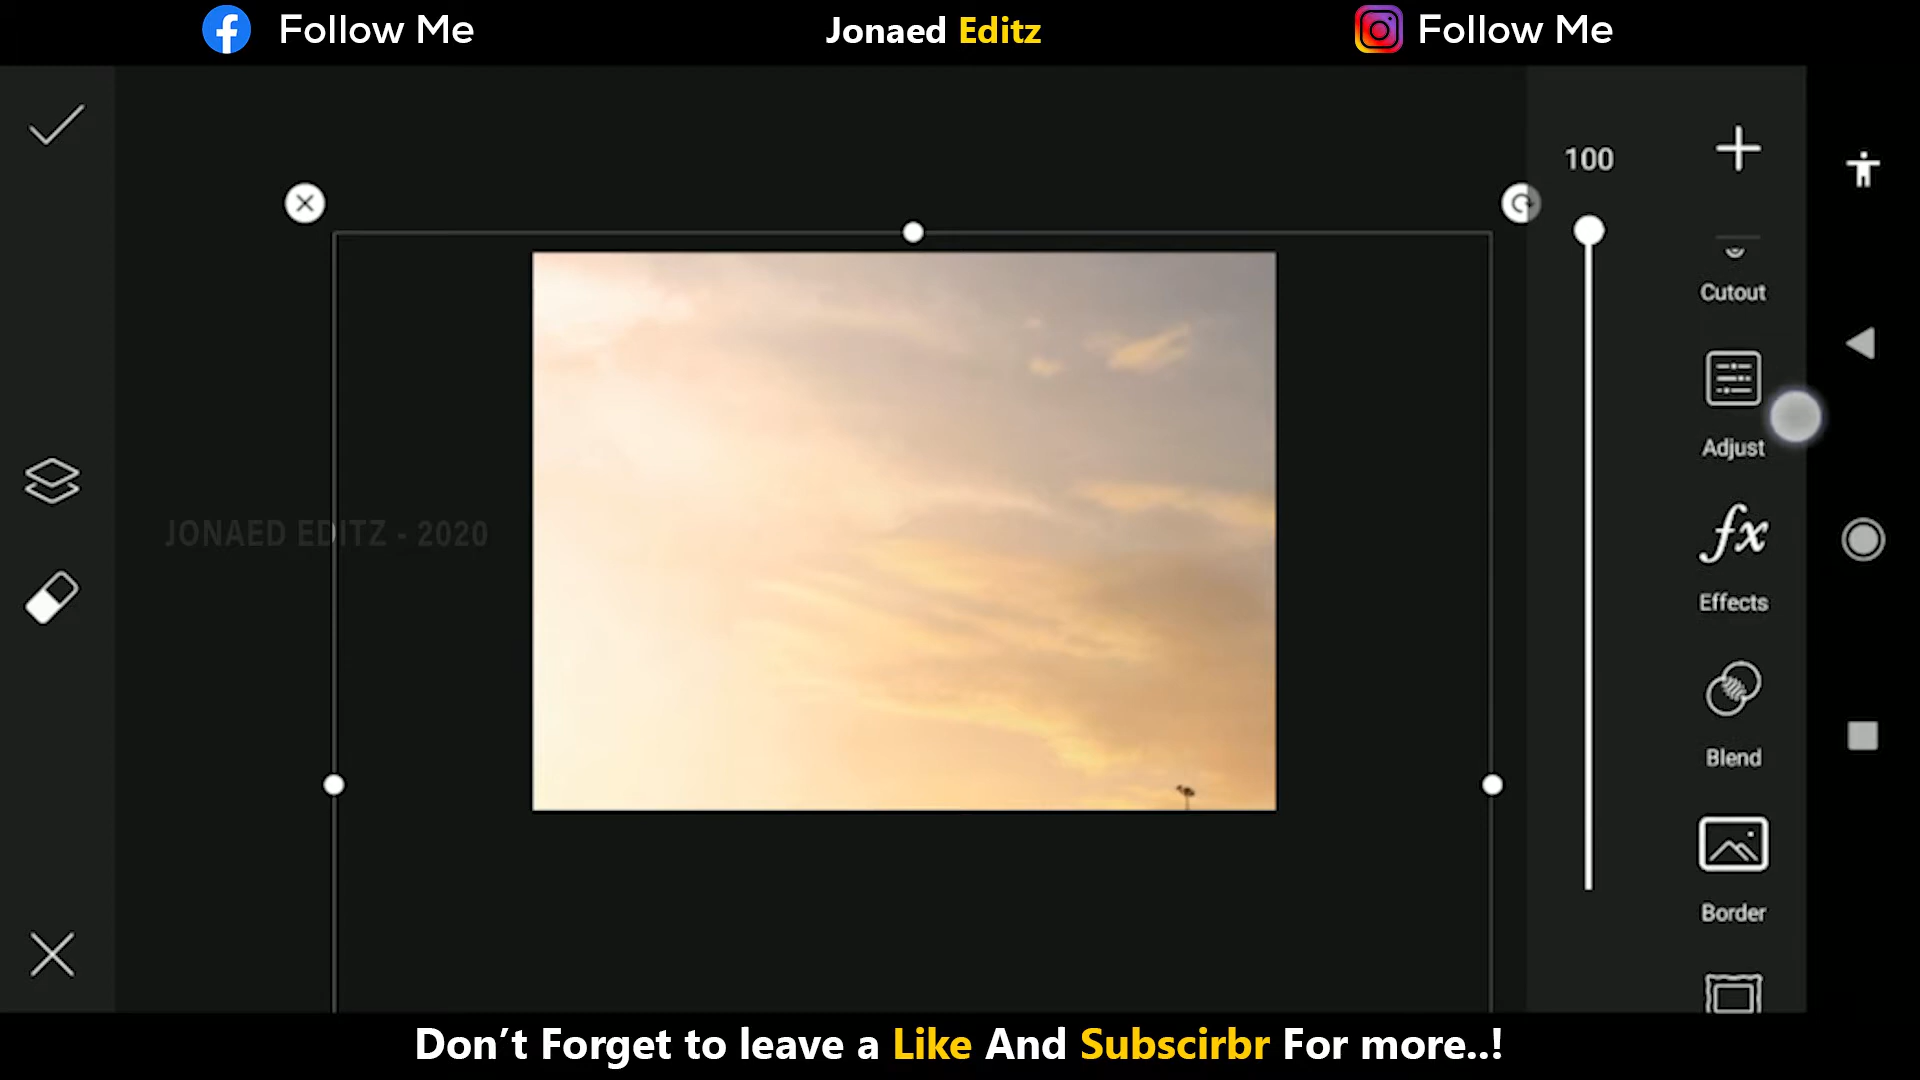 Follow Me
Jonaed Editz
Follow Me
100
Cutout
Adjust
JONAED EDITZ - 2020
fx
Effects
Blend
Border
Don’t Forget to leave a Like And Subscirbr For more..!